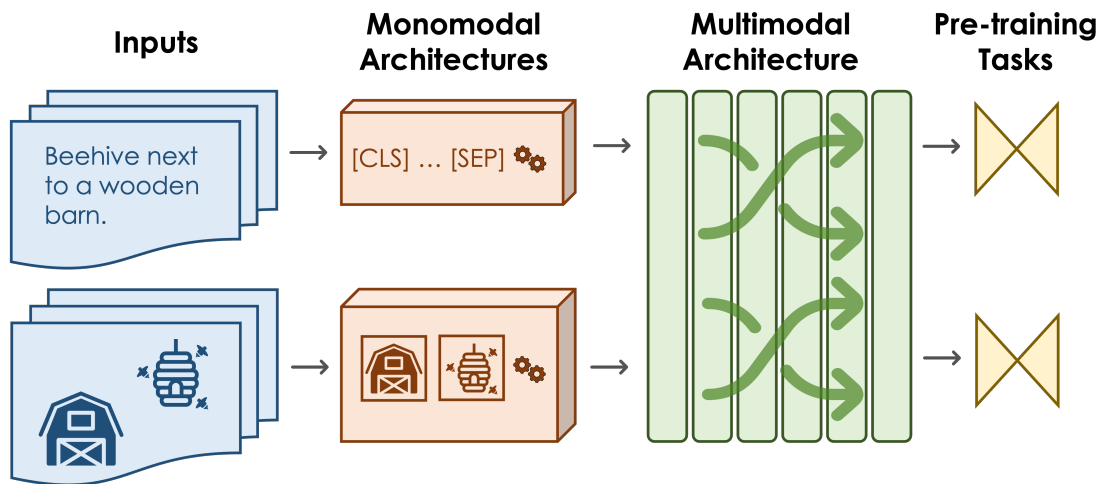 Inputs
Monomodal
Architectures
Multimodal
Architecture
Pre-training
Tasks
Beehive next
to a wooden
barn.
[CLS] ... [SEP]